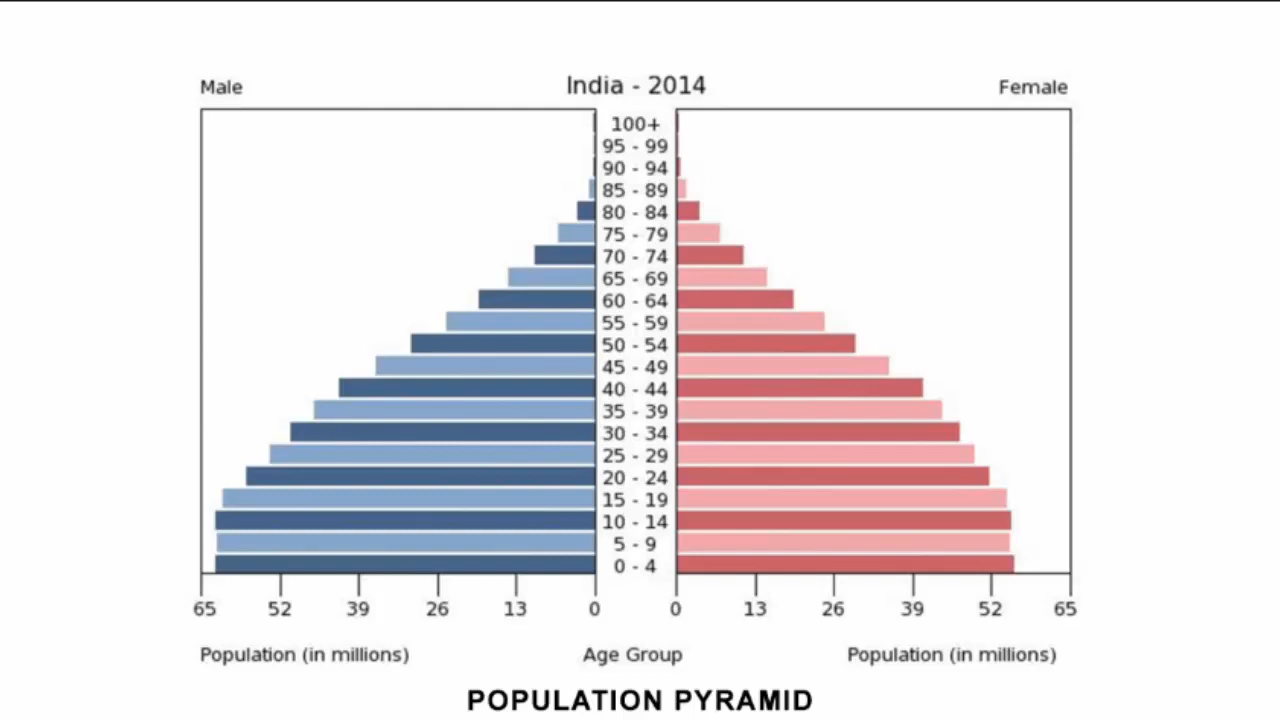 Male India - 2014 Female
100+
95 - 99
90 - 94
85 - 89
80 - 84
75 - 79
70 - 74
65 - 69
60 - 64
55 - 59
50 - 54
45 - 49
40 - 44
35 - 39
30 - 34
25 - 29
20 - 24
15 - 19
10 - 14
5 - 9
0 - 4
65 52 39 26 13 0 0 13 26 39 52 65
Population (in millions) Age Group Population (in millions)
POPULATION PYRAMID